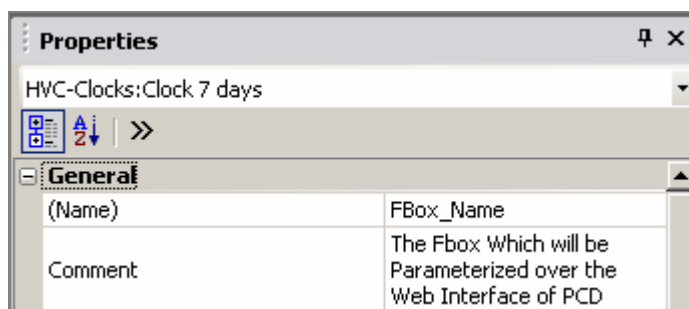 Properties
HVC-Clocks:Clock 7 days
General
(Name) FBox_Name
Comment The Fbox Which will be
Parameterized over the
Web Interface of PCD